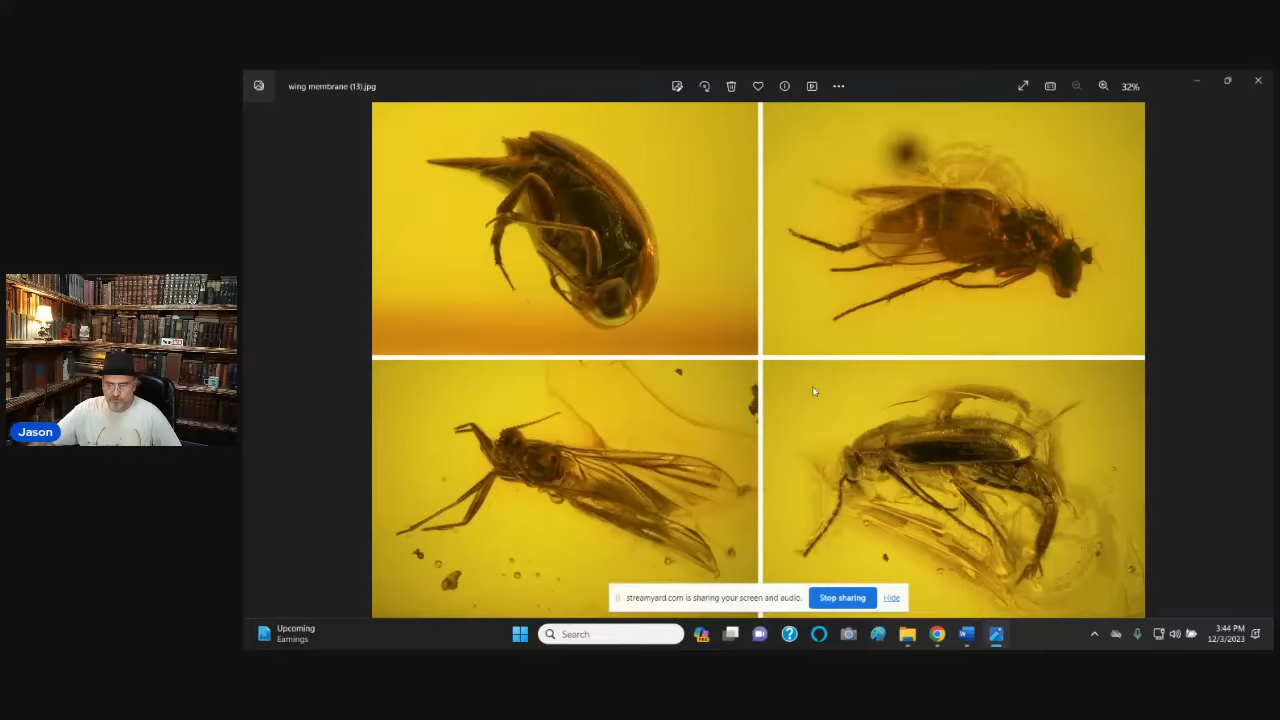 wing membrane (13).jpg
32%
Jason
streamyard.com is sharing your screen and audio.
Stop sharing
Hide
Upcoming
Earnings
Search
3:44 PM
12/3/2023